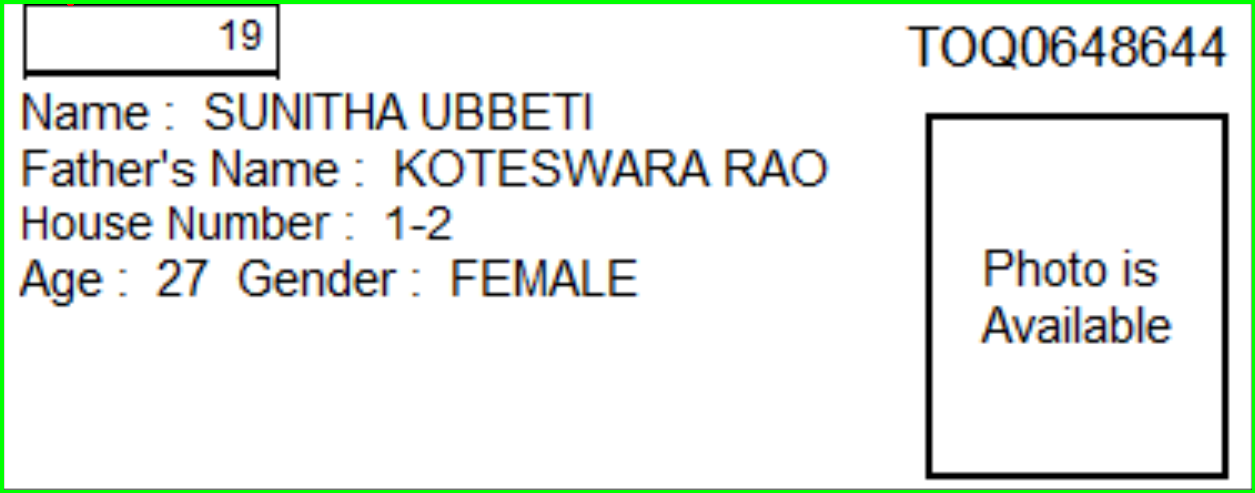 19
TOQ0648644
Name : SUNITHA UBBETI
Father's Name : KOTESWARA RAO
House Number : 1-2
Age : 27 Gender : FEMALE
Photo is
Available